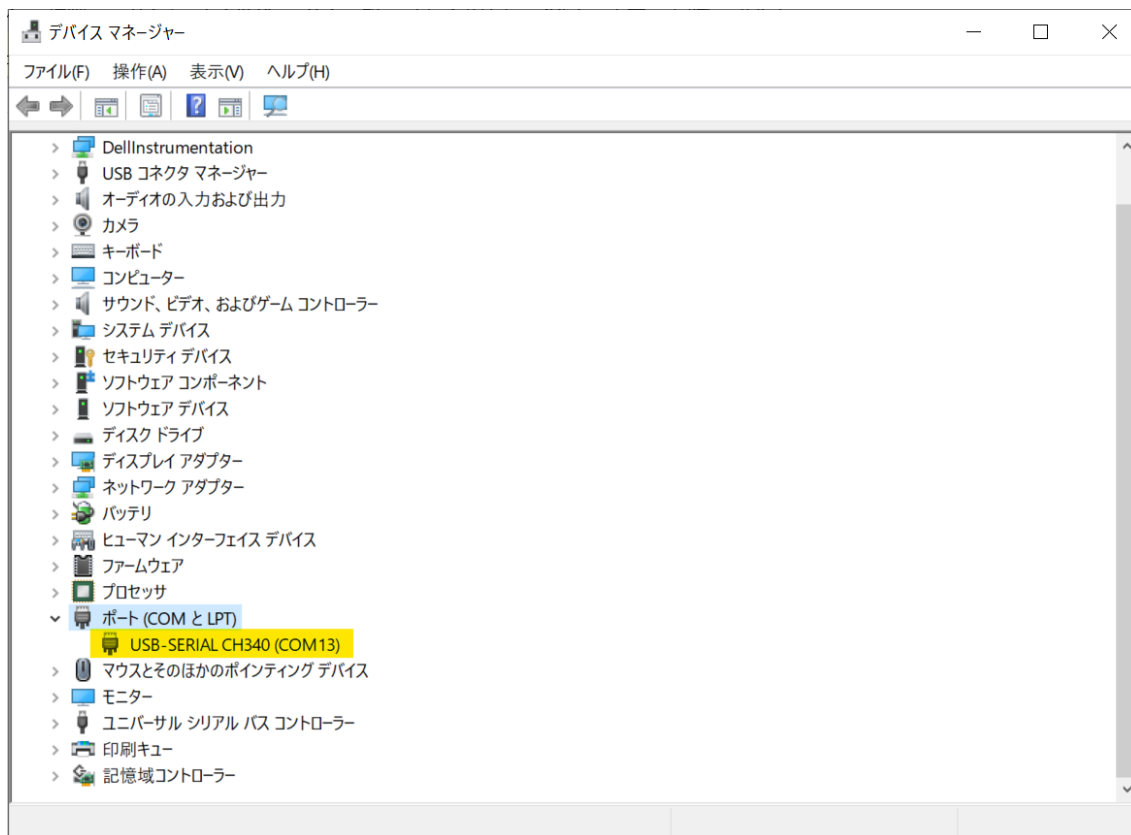 デバイス マネージャー
ファイル(F) 操作(A) 表示(V) ヘルプ(H)
DellInstrumentation
USB コネクタ マネージャー
オーディオの入力および出力
カメラ
キーボード
コンピューター
サウンド、ビデオ、およびゲーム コントローラー
システム デバイス
セキュリティ デバイス
ソフトウェア コンポーネント
ソフトウェア デバイス
ディスク ドライブ
ディスプレイ アダプター
ネットワーク アダプター
バッテリ
ヒューマン インターフェイス デバイス
ファームウェア
プロセッサ
ポート (COM と LPT)
USB-SERIAL CH340 (COM13)
マウスとそのほかのポインティング デバイス
モニター
ユニバーサル シリアル バス コントローラー
印刷キュー
記憶域コントローラー